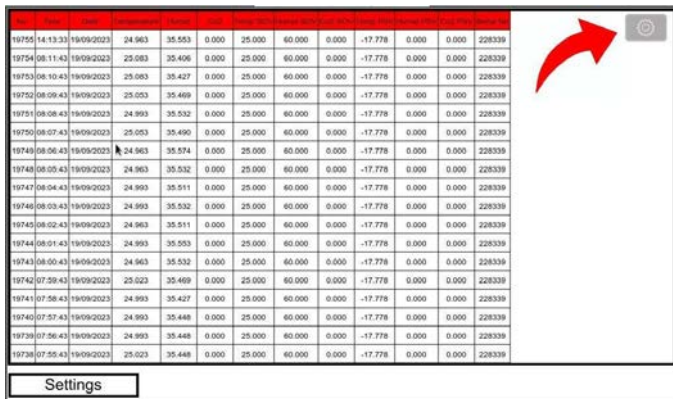 No Time Date Temperature Humid Co2
19755 14:13:33 19/09/2023 24.963 35.553 0.000 25.000 60.000 0.000 -17.778 0.000 0.000 228339
19754 08:11:43 19/09/2023 25.083 35.406 0.000 25.000 60.000 0.000 -17.778 0.000 0.000 228339
19753 08:10:43 19/09/2023 25.083 35.427 0.000 25.000 60.000 0.000 -17.778 0.000 0.000 228339
19752 08:09:43 19/09/2023 25.053 35.469 0.000 25.000 60.000 0.000 -17.778 0.000 0.000 228339
19751 08:08:43 19/09/2023 24.993 35.532 0.000 25.000 60.000 0.000 -17.778 0.000 0.000 228339
19750 08:07:43 19/09/2023 25.053 35.490 0.000 25.000 60.000 0.000 -17.778 0.000 0.000 228339
19749 08:06:43 19/09/2023 24.963 35.574 0.000 25.000 60.000 0.000 -17.778 0.000 0.000 228339
19748 08:05:43 19/09/2023 24.963 35.532 0.000 25.000 60.000 0.000 -17.778 0.000 0.000 228339
19747 08:04:43 19/09/2023 24.993 35.511 0.000 25.000 60.000 0.000 -17.778 0.000 0.000 228339
19746 08:03:43 19/09/2023 24.993 35.532 0.000 25.000 60.000 0.000 -17.778 0.000 0.000 228339
19745 08:02:43 19/09/2023 24.963 35.511 0.000 25.000 60.000 0.000 -17.778 0.000 0.000 228339
19744 08:01:43 19/09/2023 24.993 35.553 0.000 25.000 60.000 0.000 -17.778 0.000 0.000 228339
19743 08:00:43 19/09/2023 24.963 35.532 0.000 25.000 60.000 0.000 -17.778 0.000 0.000 228339
19742 07:59:43 19/09/2023 25.023 35.469 0.000 25.000 60.000 0.000 -17.778 0.000 0.000 228339
19741 07:58:43 19/09/2023 24.993 35.427 0.000 25.000 60.000 0.000 -17.778 0.000 0.000 228339
19740 07:57:43 19/09/2023 24.993 35.448 0.000 25.000 60.000 0.000 -17.778 0.000 0.000 228339
19739 07:56:43 19/09/2023 24.993 35.448 0.000 25.000 60.000 0.000 -17.778 0.000 0.000 228339
19738 07:55:43 19/09/2023 25.023 35.448 0.000 25.000 60.000 0.000 -17.778 0.000 0.000 228339
Settings